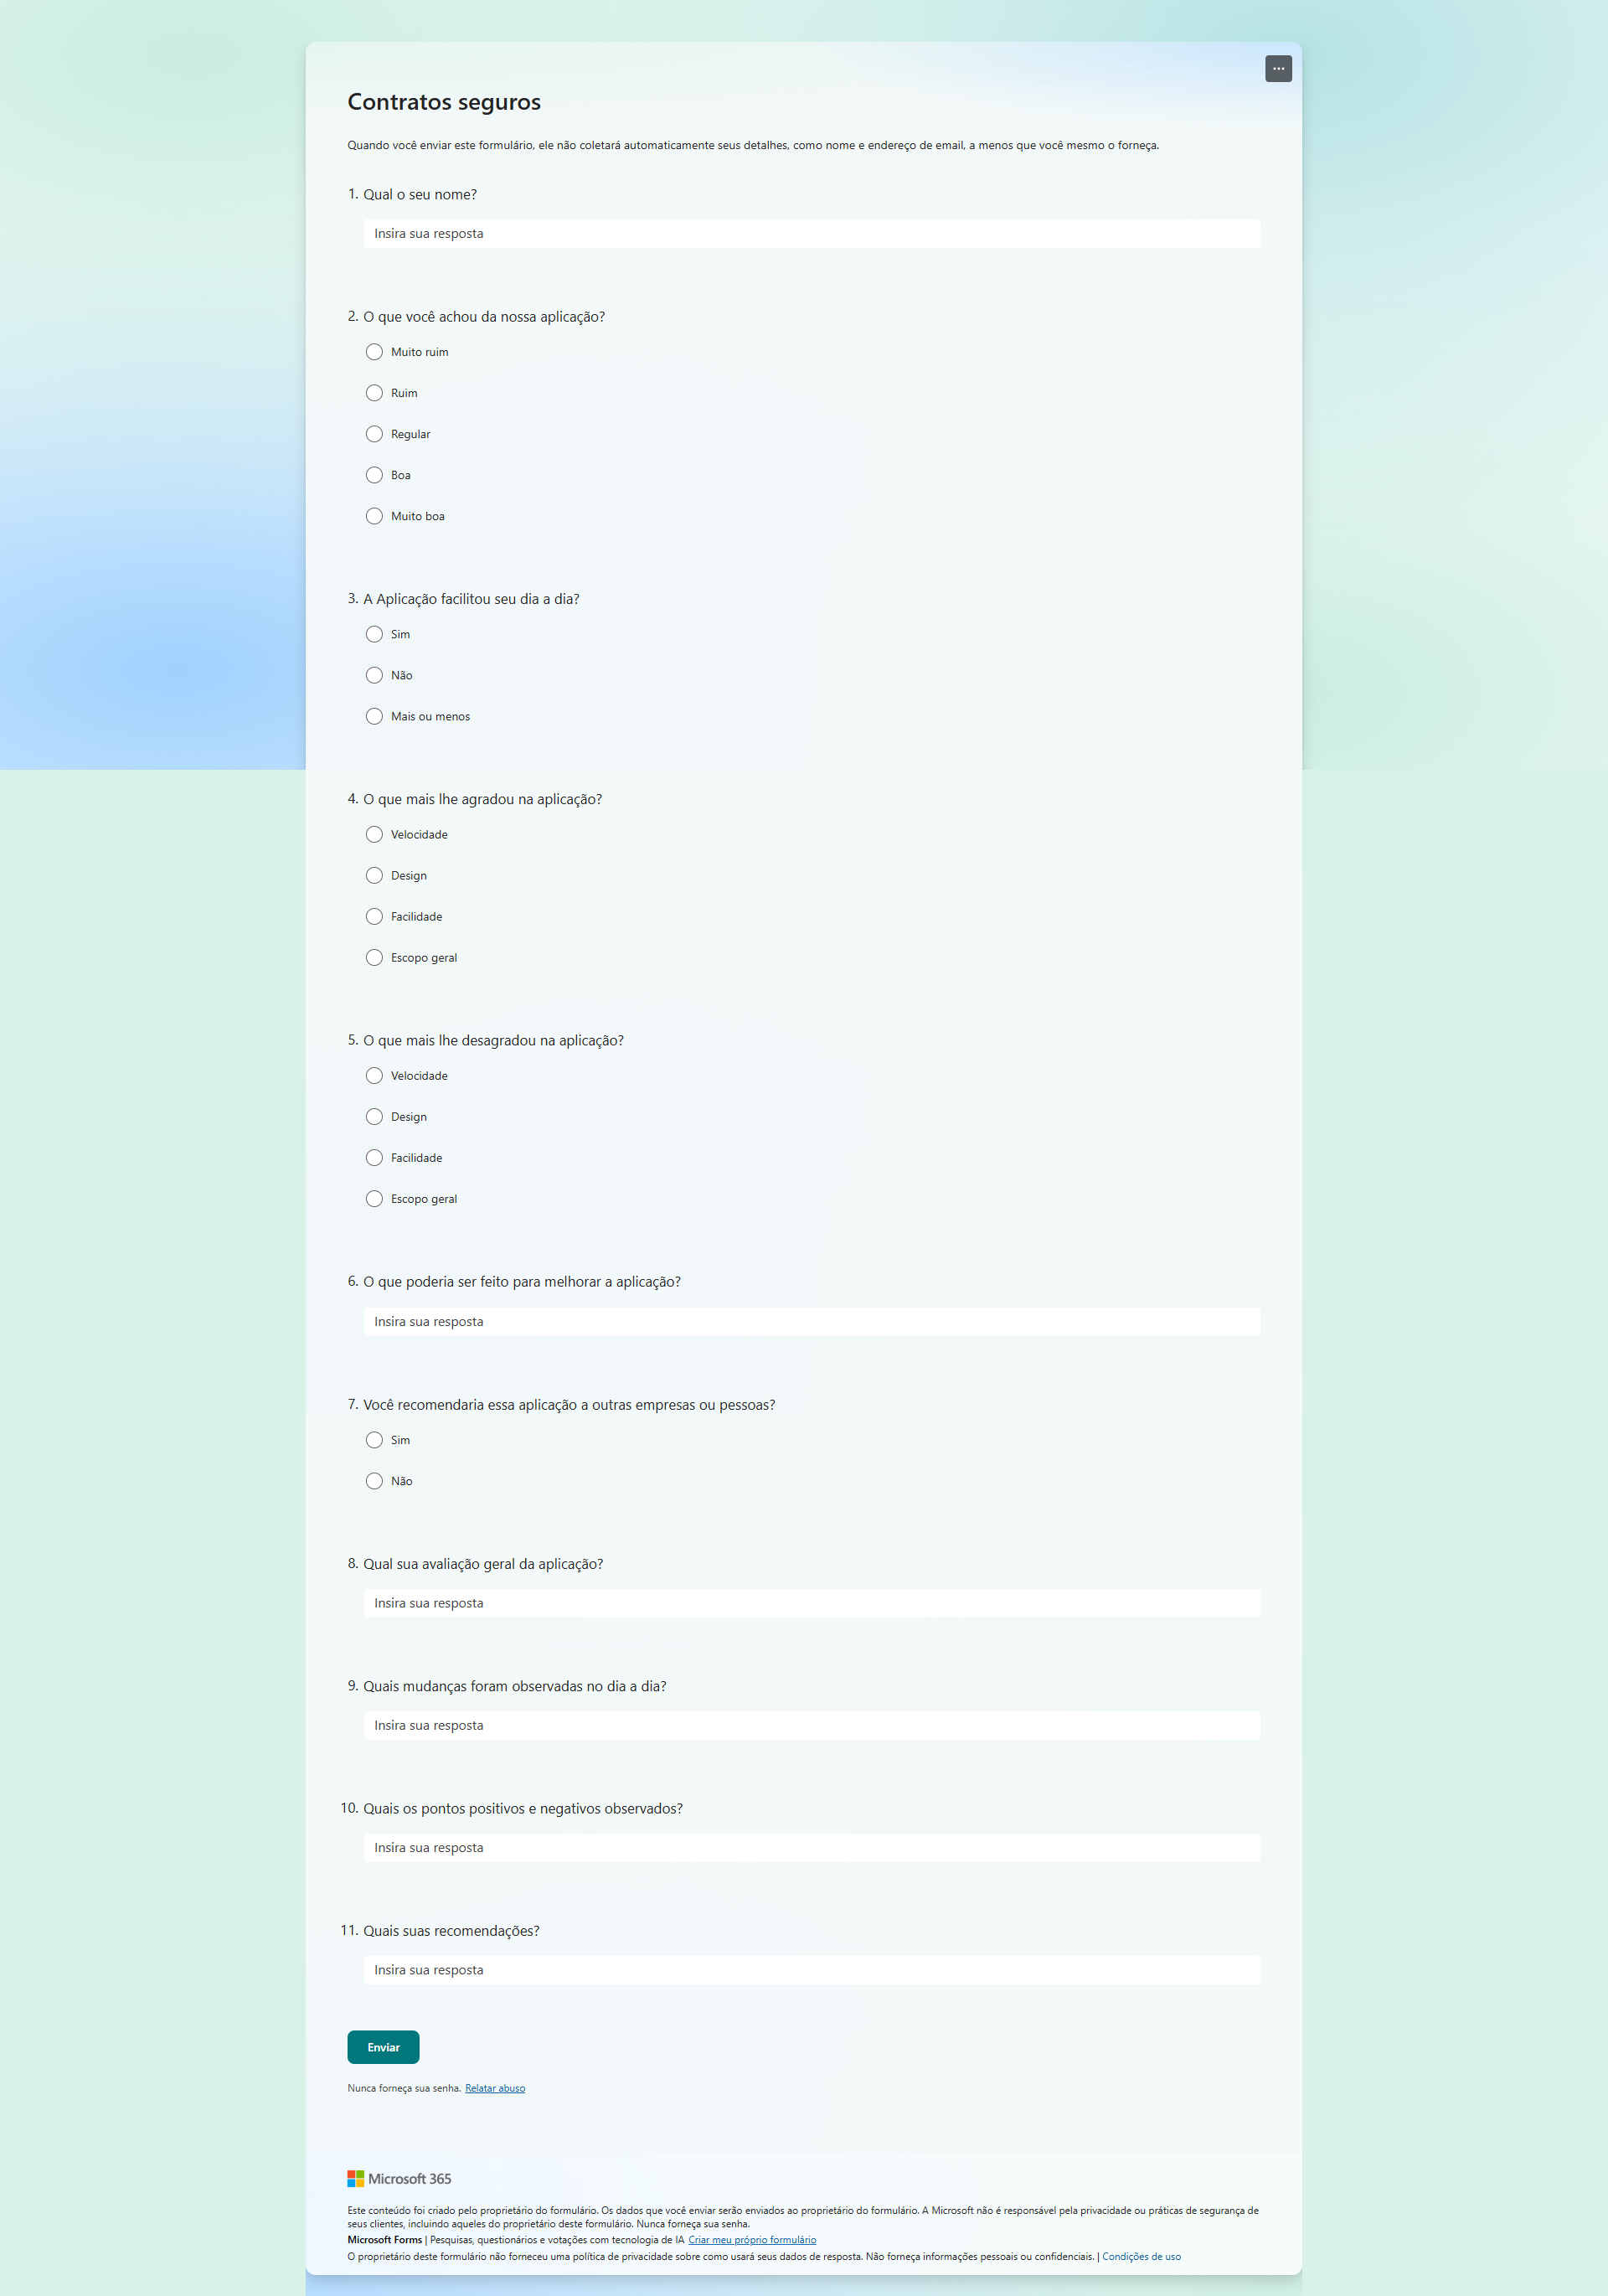 Contratos seguros
Quando você enviar este formulário, ele não coletará automaticamente seus detalhes, como nome e endereço de email, a menos que você mesmo o forneça.
1. Qual o seu nome?
Insira sua resposta
2. O que você achou da nossa aplicação?
Muito ruim
Ruim
Regular
Boa
Muito boa
3. A Aplicação facilitou seu dia a dia?
Sim
Não
Mais ou menos
4. O que mais lhe agradou na aplicação?
Velocidade
Design
Facilidade
Escopo geral
5. O que mais lhe desagradou na aplicação?
Velocidade
Design
Facilidade
Escopo geral
6. O que poderia ser feito para melhorar a aplicação?
Insira sua resposta
7. Você recomendaria essa aplicação a outras empresas ou pessoas?
Sim
Não
8. Qual sua avaliação geral da aplicação?
Insira sua resposta
9. Quais mudanças foram observadas no dia a dia?
Insira sua resposta
10. Quais os pontos positivos e negativos observados?
Insira sua resposta
11. Quais suas recomendações?
Insira sua resposta
Enviar
Nunca forneça sua senha. Relatar abuso
Microsoft 365
Este conteúdo foi criado pelo proprietário do formulário. Os dados que você enviar serão enviados ao proprietário do formulário. A Microsoft não é responsável pela privacidade ou práticas de segurança de
seus clientes, incluindo aqueles do proprietário deste formulário. Nunca forneça sua senha.
Microsoft Forms | Pesquisas, questionários e votações com tecnologia de IA Criar meu próprio formulário
O proprietário deste formulário não forneceu uma política de privacidade sobre como usará seus dados de resposta. Não forneça informações pessoais ou confidenciais. | Condições de uso